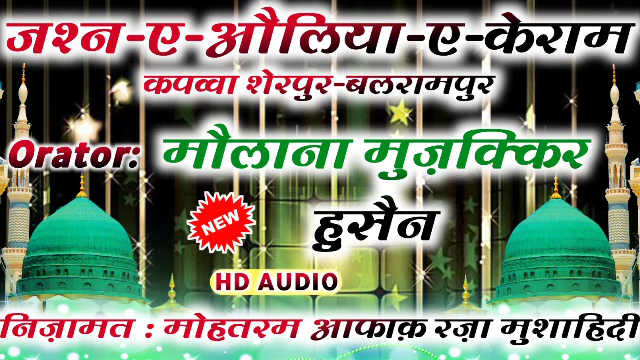 जश्न-ए-औलिया-ए-केराम
कपव्वा शेरपुर-बलरामपुर
Orator: मौलाना मुज़क्किर
NEW
हुसैन
HD AUDIO
निज़ामत : मोहतरम आफाक़ रज़ा मुशाहिदी